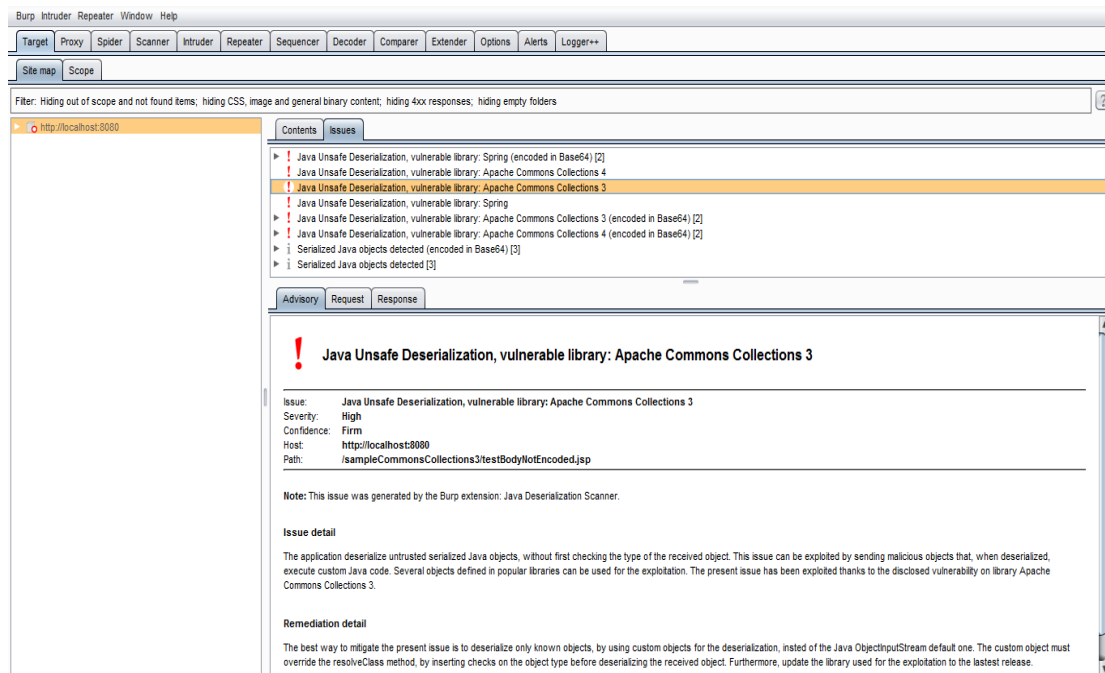 Burp Intruder Repeater Window Help
Target Proxy Spider Scanner Intruder Repeater Sequencer Decoder Comparer Extender Options Alerts Logger++
Site map Scope
Filter: Hiding out of scope and not found items; hiding CSS, image and general binary content; hiding 4xx responses; hiding empty folders
?
http://localhost:8080
Contents Issues
! Java Unsafe Deserialization, vulnerable library: Spring (encoded in Base64) [2]
! Java Unsafe Deserialization, vulnerable library: Apache Commons Collections 4
! Java Unsafe Deserialization, vulnerable library: Apache Commons Collections 3
! Java Unsafe Deserialization, vulnerable library: Spring
! Java Unsafe Deserialization, vulnerable library: Apache Commons Collections 3 (encoded in Base64) [2]
! Java Unsafe Deserialization, vulnerable library: Apache Commons Collections 4 (encoded in Base64) [2]
i Serialized Java objects detected (encoded in Base64) [3]
i Serialized Java objects detected [3]
Advisory Request Response
! Java Unsafe Deserialization, vulnerable library: Apache Commons Collections 3
Issue: Java Unsafe Deserialization, vulnerable library: Apache Commons Collections 3
Severity: High
Confidence: Firm
Host: http://localhost:8080
Path: /sampleCommonsCollections3/testBodyNotEncoded.jsp
Note: This issue was generated by the Burp extension: Java Deserialization Scanner.
Issue detail
The application deserialize untrusted serialized Java objects, without first checking the type of the received object. This issue can be exploited by sending malicious objects that, when deserialized,
execute custom Java code. Several objects defined in popular libraries can be used for the exploitation. The present issue has been exploited thanks to the disclosed vulnerability on library Apache
Commons Collections 3.
Remediation detail
The best way to mitigate the present issue is to deserialize only known objects, by using custom objects for the deserialization, insted of the Java ObjectInputStream default one. The custom object must
override the resolveClass method, by inserting checks on the object type before deserializing the received object. Furthermore, update the library used for the exploitation to the lastest release.